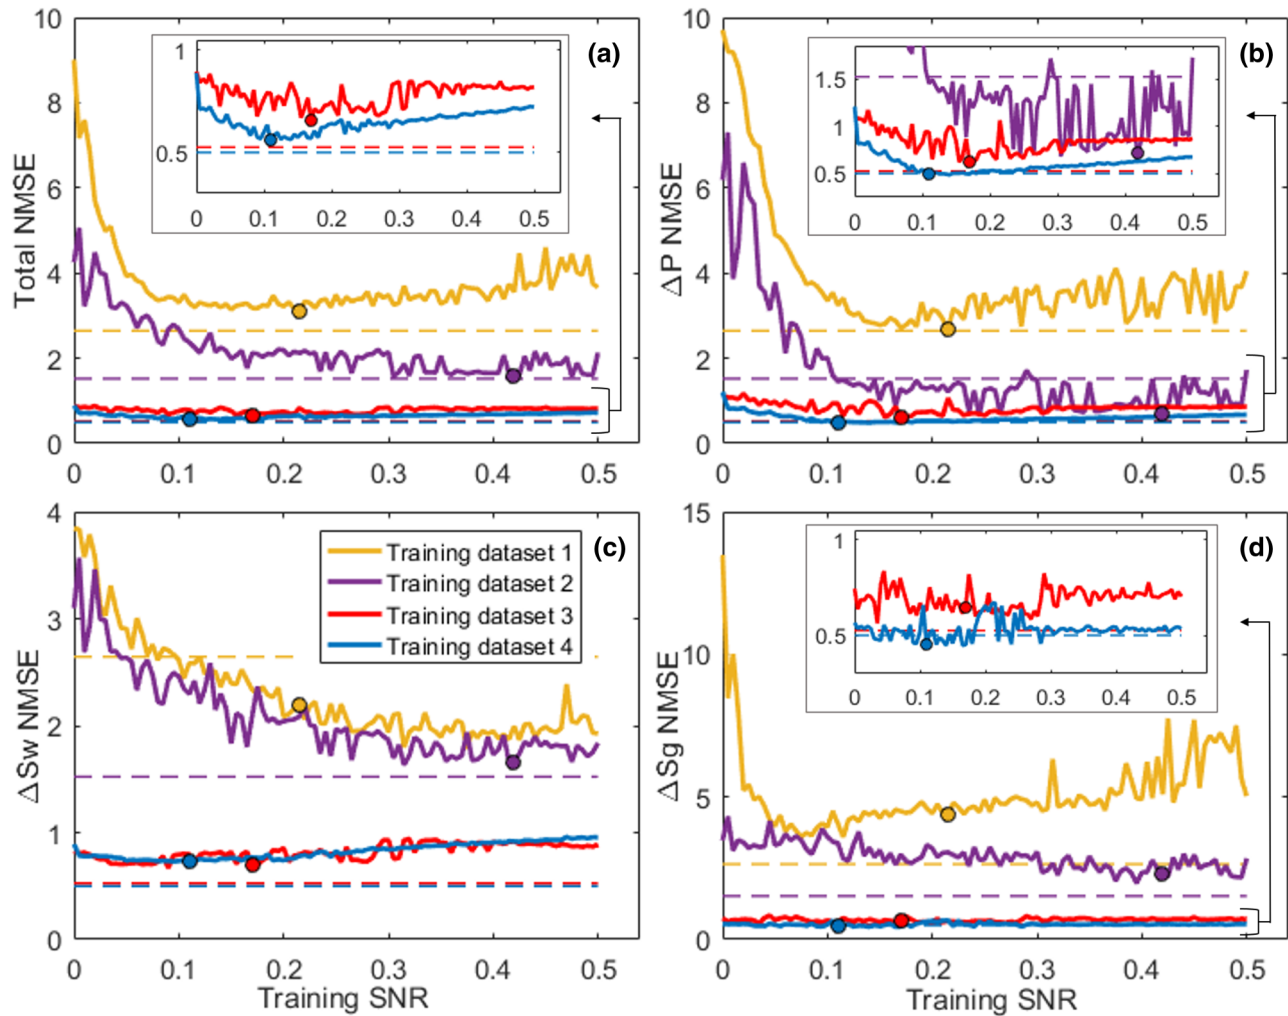 (a)
Total NMSE
10
8
6
4
2
0
0 0.1 0.2 0.3 0.4 0.5
1
0.5
0 0.1 0.2 0.3 0.4 0.5
(b)
ΔP NMSE
10
8
6
4
2
0
0 0.1 0.2 0.3 0.4 0.5
1.5
1
0.5
0 0.1 0.2 0.3 0.4 0.5
(c)
ΔSw NMSE
4
3
2
1
0
0 0.1 0.2 0.3 0.4 0.5
Training SNR
Training dataset 1
Training dataset 2
Training dataset 3
Training dataset 4
(d)
ΔSg NMSE
15
10
5
0
0 0.1 0.2 0.3 0.4 0.5
Training SNR
1
0.5
0 0.1 0.2 0.3 0.4 0.5